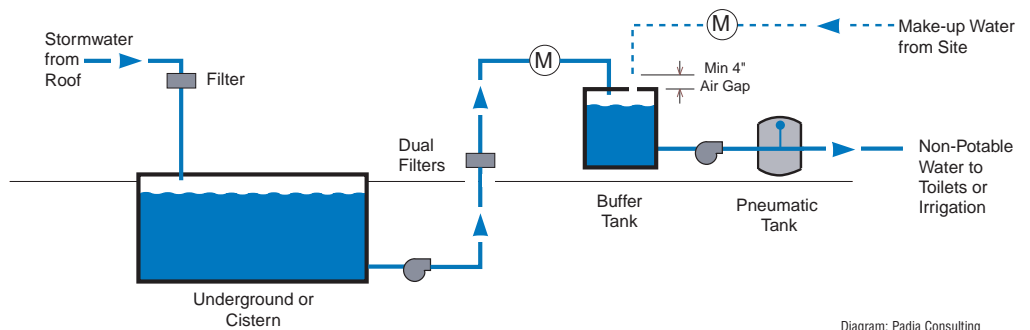 Stormwater
from
Roof
Filter
Dual
Filters
M
M
Min 4"
Air Gap
Make-up Water
from Site
Non-Potable
Water to
Toilets or
Irrigation
Buffer
Tank
Pneumatic
Tank
Underground or
Cistern
Diagram: Padia Consulting